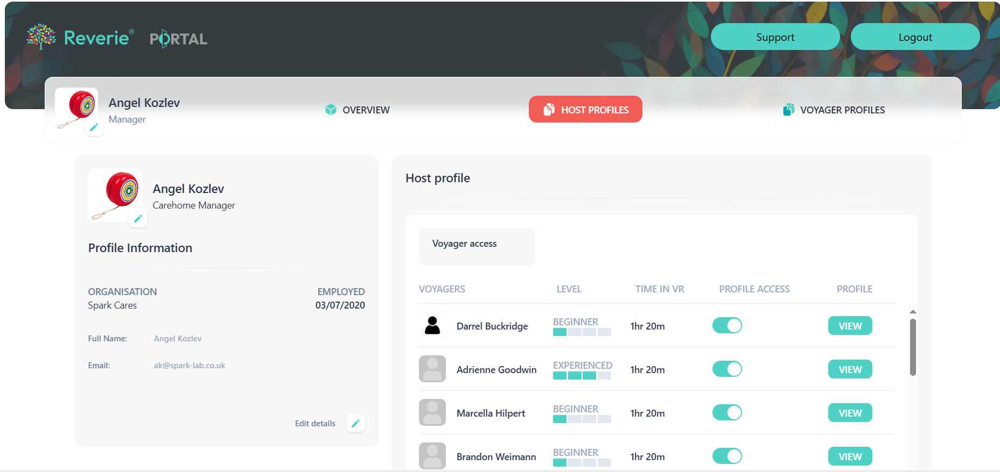 Reverie®
PORTAL
Support
Logout
Angel Kozlev
Manager
OVERVIEW
HOST PROFILES
VOYAGER PROFILES
Angel Kozlev
Carehome Manager
Profile Information
ORGANISATION
EMPLOYED
Spark Cares
03/07/2020
Full Name:
Angel Kozlev
Email:
ak@spark-lab.co.uk
Edit details
Host profile
Voyager access
VOYAGERS
LEVEL
TIME IN VR
PROFILE ACCESS
PROFILE
Darrel Buckridge
BEGINNER
1hr 20m
VIEW
Adrienne Goodwin
EXPERIENCED
1hr 20m
VIEW
Marcella Hilpert
BEGINNER
1hr 20m
VIEW
Brandon Weimann
BEGINNER
1hr 20m
VIEW